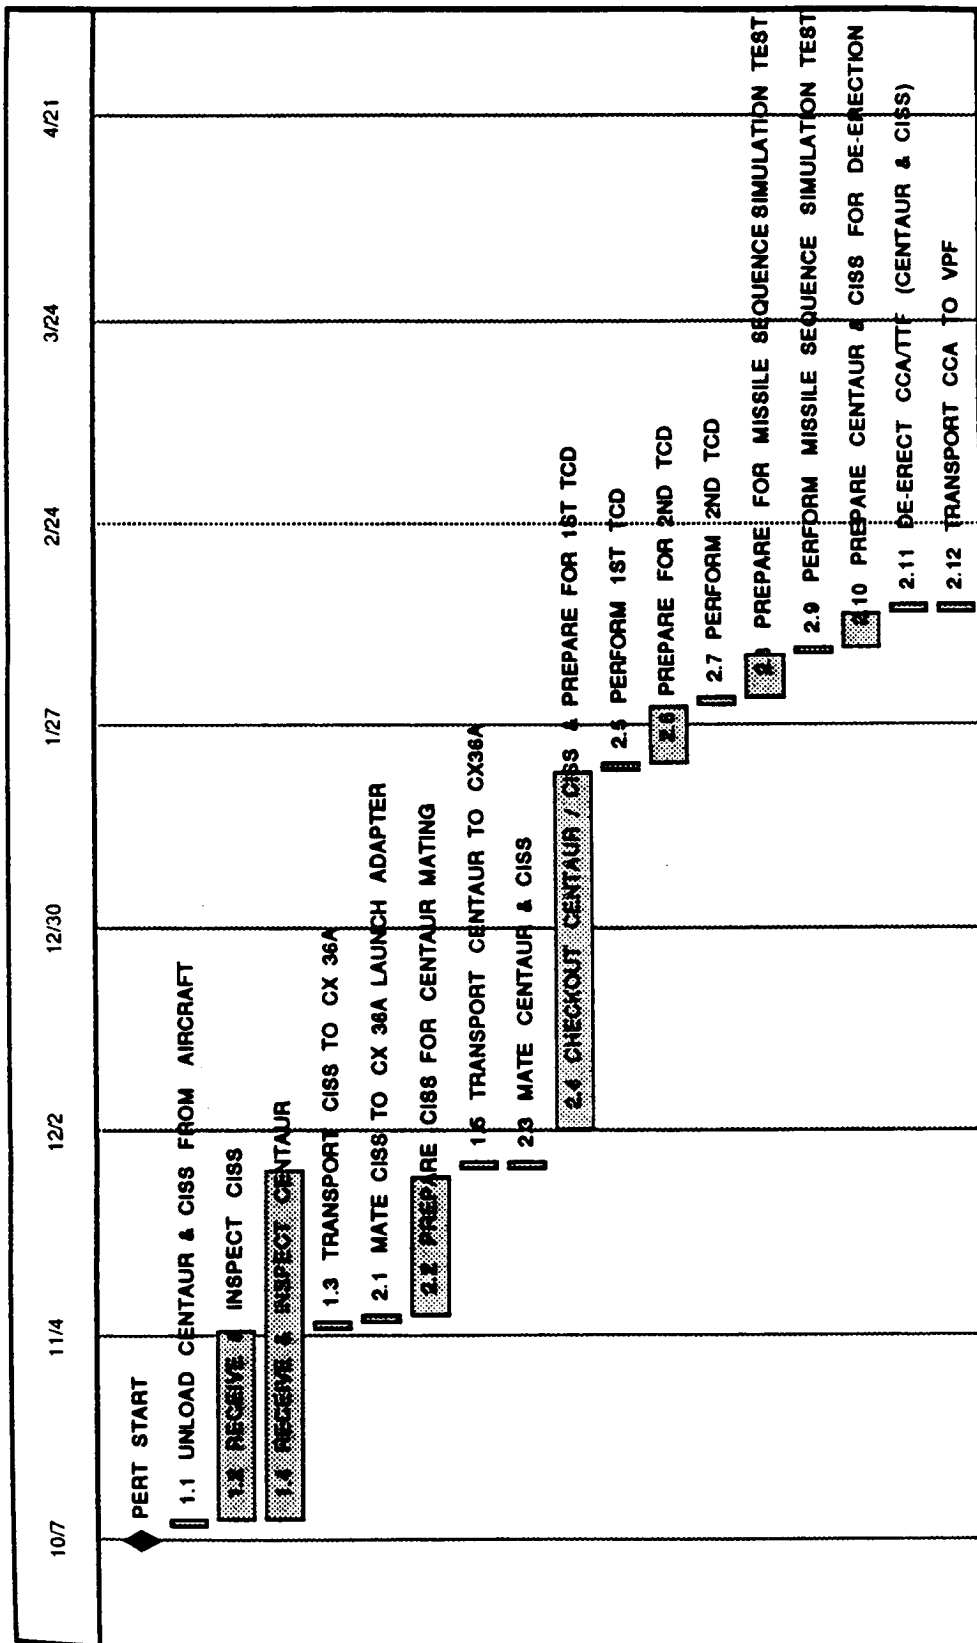 10/7 11/4 12/2 12/30 1/27 2/24 3/24 4/21
PERT START
1.1 UNLOAD CENTAUR & CISS FROM AIRCRAFT
1.2 RECEIVE & INSPECT CISS
1.4 RECEIVE & INSPECT CENTAUR
1.3 TRANSPORT CISS TO CX 36A
2.1 MATE CISS TO CX 36A LAUNCH ADAPTER
2.2 PREPARE CISS FOR CENTAUR MATING
1.5 TRANSPORT CENTAUR TO CX36A
2.3 MATE CENTAUR & CISS
2.4 CHECKOUT CENTAUR / CISS & PREPARE FOR 1ST TCD
2.5 PERFORM 1ST TCD
2.6 PREPARE FOR 2ND TCD
2.7 PERFORM 2ND TCD
2.8 PREPARE FOR MISSILE SEQUENCE SIMULATION TEST
2.9 PERFORM MISSILE SEQUENCE SIMULATION TEST
2.10 PREPARE CENTAUR & CISS FOR DE-ERECTION
2.11 DE-ERECT CCA/TTF (CENTAUR & CISS)
2.12 TRANSPORT CCA TO VPF